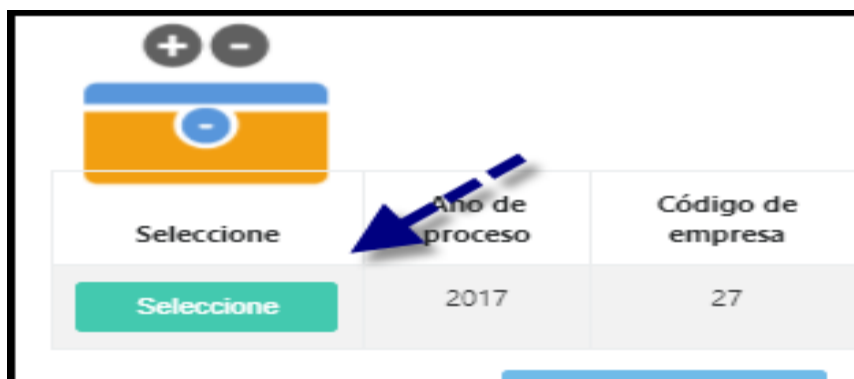 Seleccione
Año de
proceso
Código de
empresa
Seleccione
2017
27